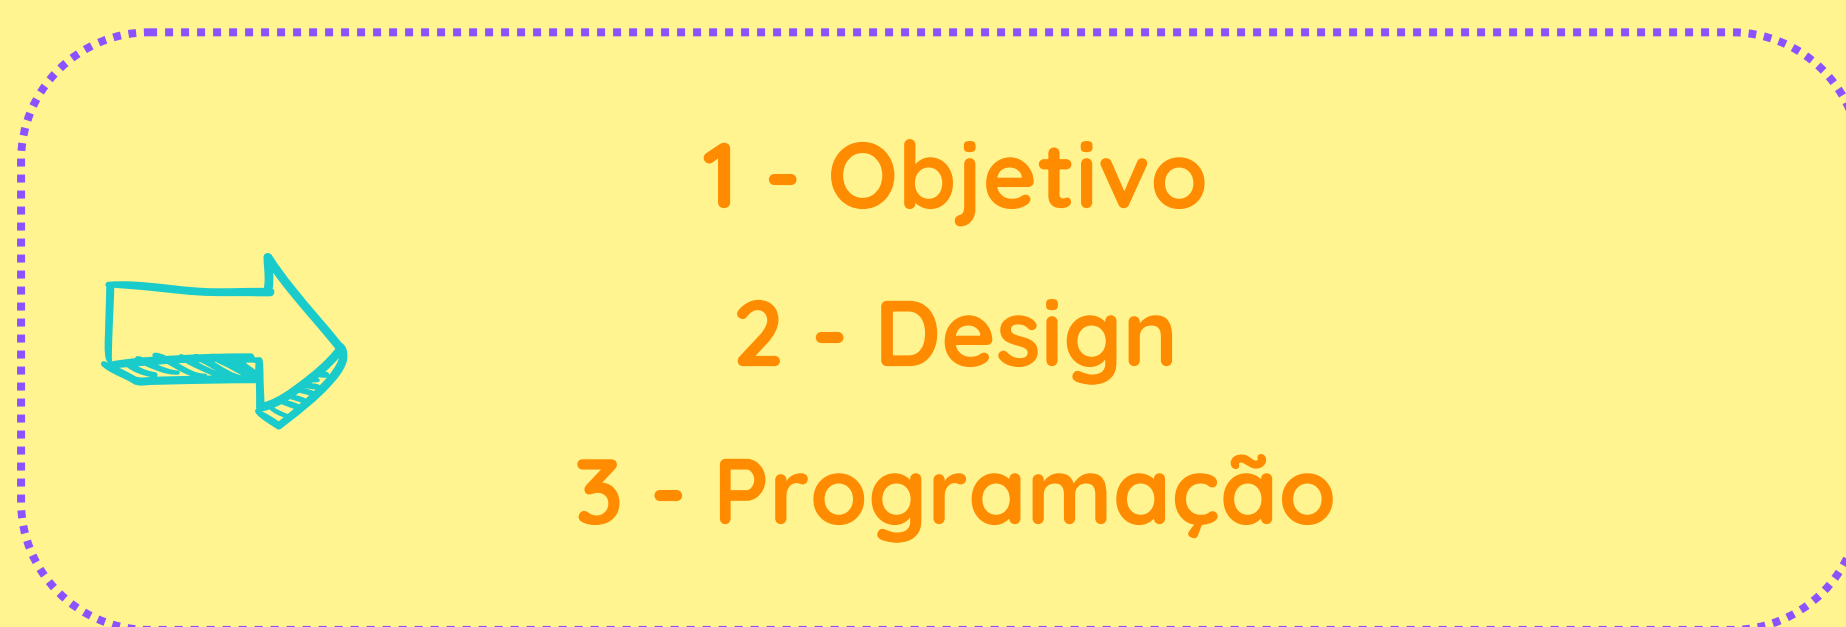 1 - Objetivo
2 - Design
3 - Programação